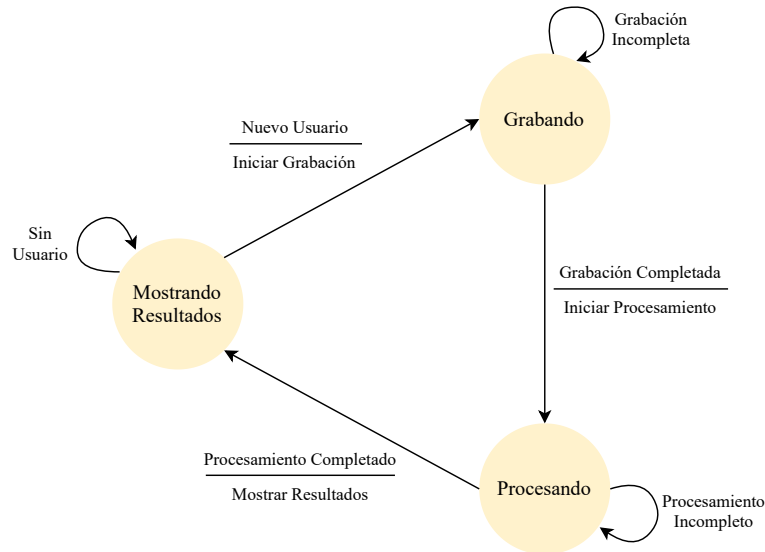 Grabación
Incompleta
Grabando
Nuevo Usuario
Iniciar Grabación
Sin
Usuario
Mostrando
Resultados
Grabación Completada
Iniciar Procesamiento
Procesamiento Completado
Mostrar Resultados
Procesando
Procesamiento
Incompleto